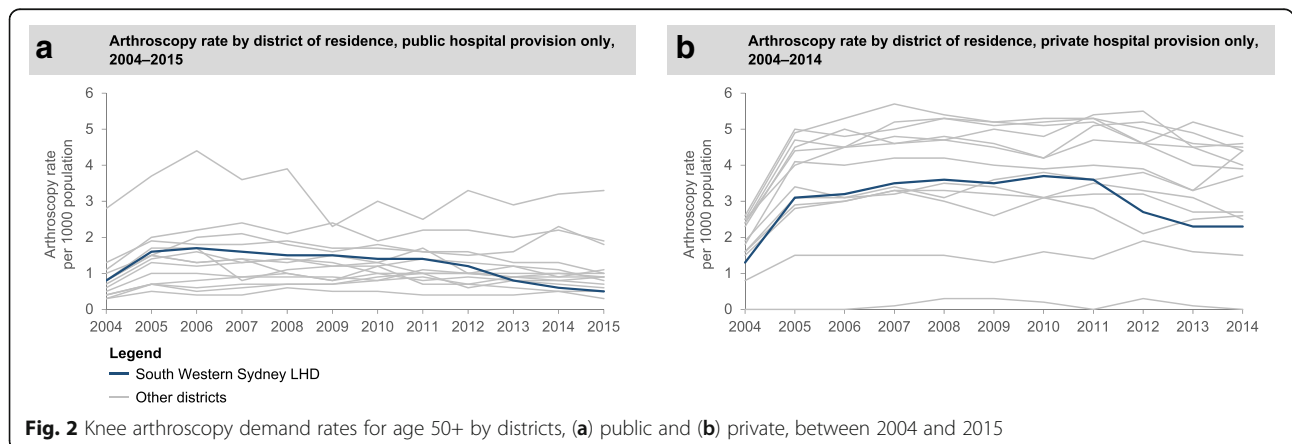 a
Arthroscopy rate by district of residence, public hospital provision only,
2004–2015
Arthroscopy rate
per 1000 population
6
5
4
3
2
1
0
2004 2005 2006 2007 2008 2009 2010 2011 2012 2013 2014 2015
Legend
South Western Sydney LHD
Other districts
b
Arthroscopy rate by district of residence, private hospital provision only,
2004–2014
Arthroscopy rate
per 1000 population
6
5
4
3
2
1
0
2004 2005 2006 2007 2008 2009 2010 2011 2012 2013 2014
Fig. 2 Knee arthroscopy demand rates for age 50+ by districts, (a) public and (b) private, between 2004 and 2015